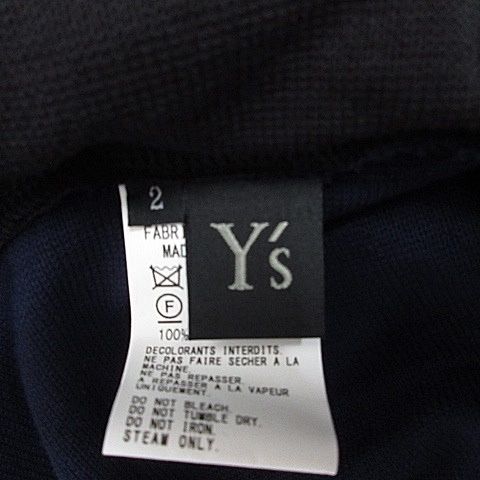 2
Y's
FABRI
MAD
F
100%
DECOLORANTS INTERDITS.
NE PAS FAIRE SECHER A LA
MACHINE.
NE PAS REPASSER.
A REPASSER A LA VAPEUR
UNIQUEMENT.
DO NOT BLEACH.
DO NOT TUMBLE DRY.
DO NOT IRON.
STEAM ONLY.